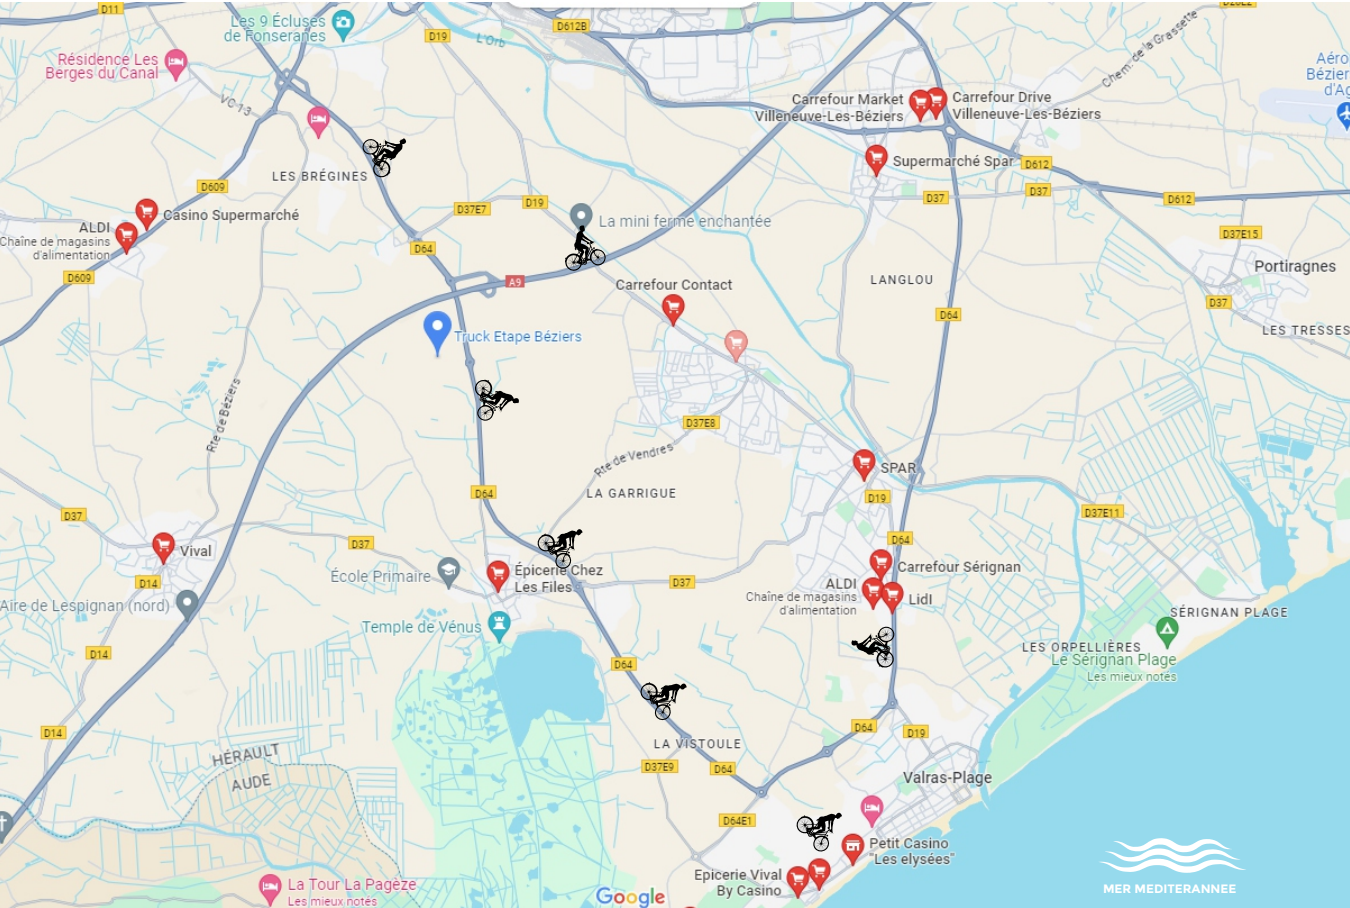 D11
Les 9 Écluses
de Fonseranes
D19
L'Orb
D612B
Chem. de la Grassette
Résidence Les
Berges du Canal
VC 13
Carrefour Market
Villeneuve-Les-Béziers
Carrefour Drive
Villeneuve-Les-Béziers
Aéro
Bézier
d'Ag
Supermarché Spar
D612
LES BRÉGINES
D609
D37E7
D19
D37
D37
D612
Casino Supermarché
ALDI
Chaîne de magasins
d'alimentation
La mini ferme enchantée
D37E15
D64
Portiragnes
D609
A9
Carrefour Contact
LANGLOU
D37
D64
LES TRESSES
Truck Etape Béziers
Rte de Béziers
D37E8
Rte de Vendres
SPAR
LA GARRIGUE
D64
D19
D37
D37E11
D37
D64
Vival
École Primaire
Épicerie Chez
Les Filles
D37
Carrefour Sérignan
D14
ALDI
Chaîne de magasins
d'alimentation
Lidl
Aire de Lespignan (nord)
SÉRIGNAN PLAGE
Temple de Vénus
LES ORPELLIÈRES
D14
D64
Le Sérignan Plage
Les mieux notés
D14
D64
D19
LA VISTOULE
HÉRAULT
AUDE
D37E9
D64
Valras-Plage
D64E1
Petit Casino
"Les elysées"
Epicerie Vival
By Casino
La Tour La Pagèze
Les mieux notés
Google
MER MEDITERANNEE